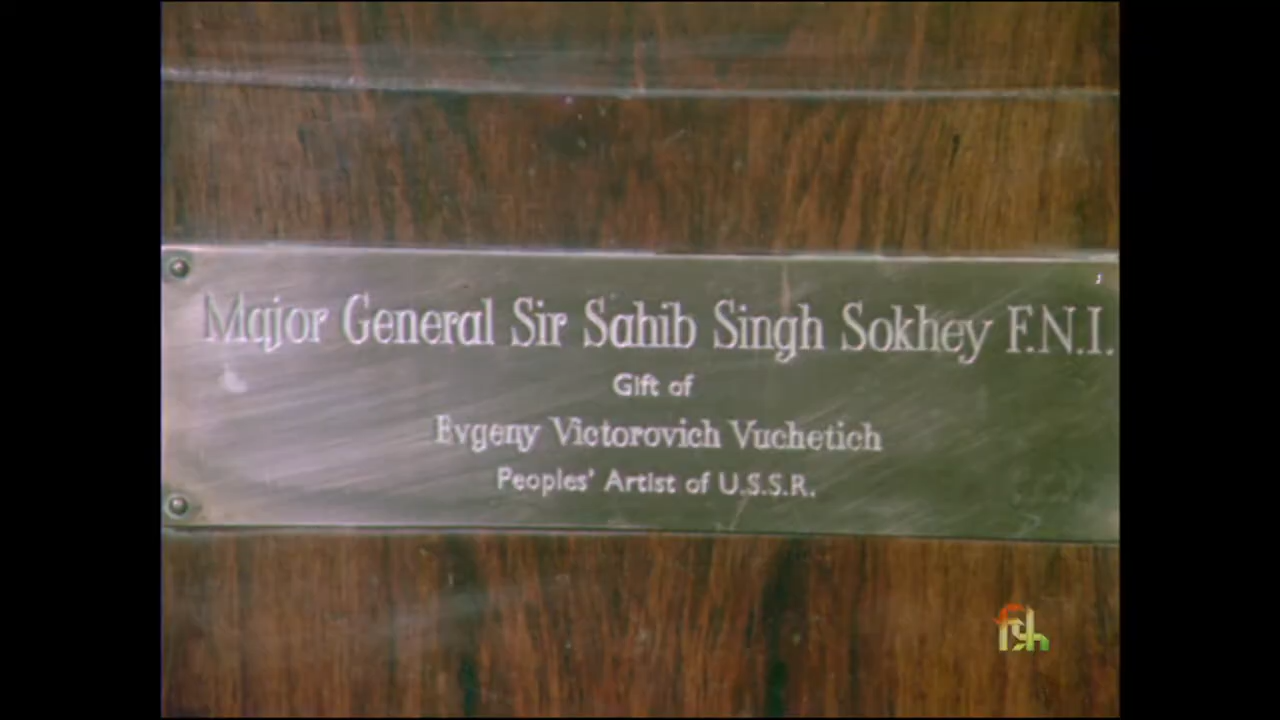 Major General Sir Sahib Singh Sokhey F.N.I.
Gift of
Evgeny Victorovich Vuchetich
Peoples' Artist of U.S.S.R.